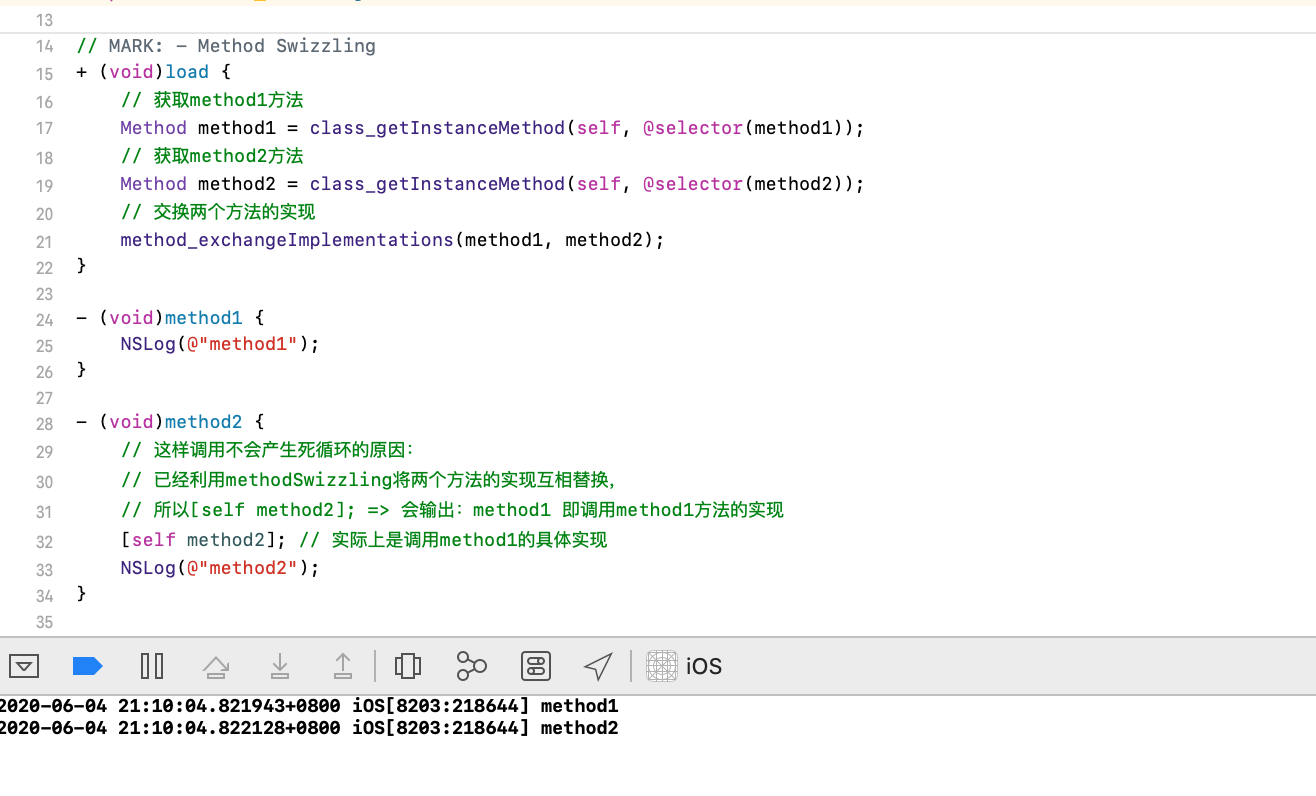 13
14 // MARK: - Method Swizzling
15 + (void)load {
16 // 获取method1方法
17 Method method1 = class_getInstanceMethod(self, @selector(method1));
18 // 获取method2方法
19 Method method2 = class_getInstanceMethod(self, @selector(method2));
20 // 交换两个方法的实现
21 method_exchangeImplementations(method1, method2);
22 }
23
24 - (void)method1 {
25 NSLog(@"method1");
26 }
27
28 - (void)method2 {
29 // 这样调用不会产生死循环的原因：
30 // 已经利用methodSwizzling将两个方法的实现互相替换，
31 // 所以[self method2]; => 会输出：method1 即调用method1方法的实现
32 [self method2]; // 实际上是调用method1的具体实现
33 NSLog(@"method2");
34 }
35
iOS
2020-06-04 21:10:04.821943+0800 iOS[8203:218644] method1
2020-06-04 21:10:04.822128+0800 iOS[8203:218644] method2